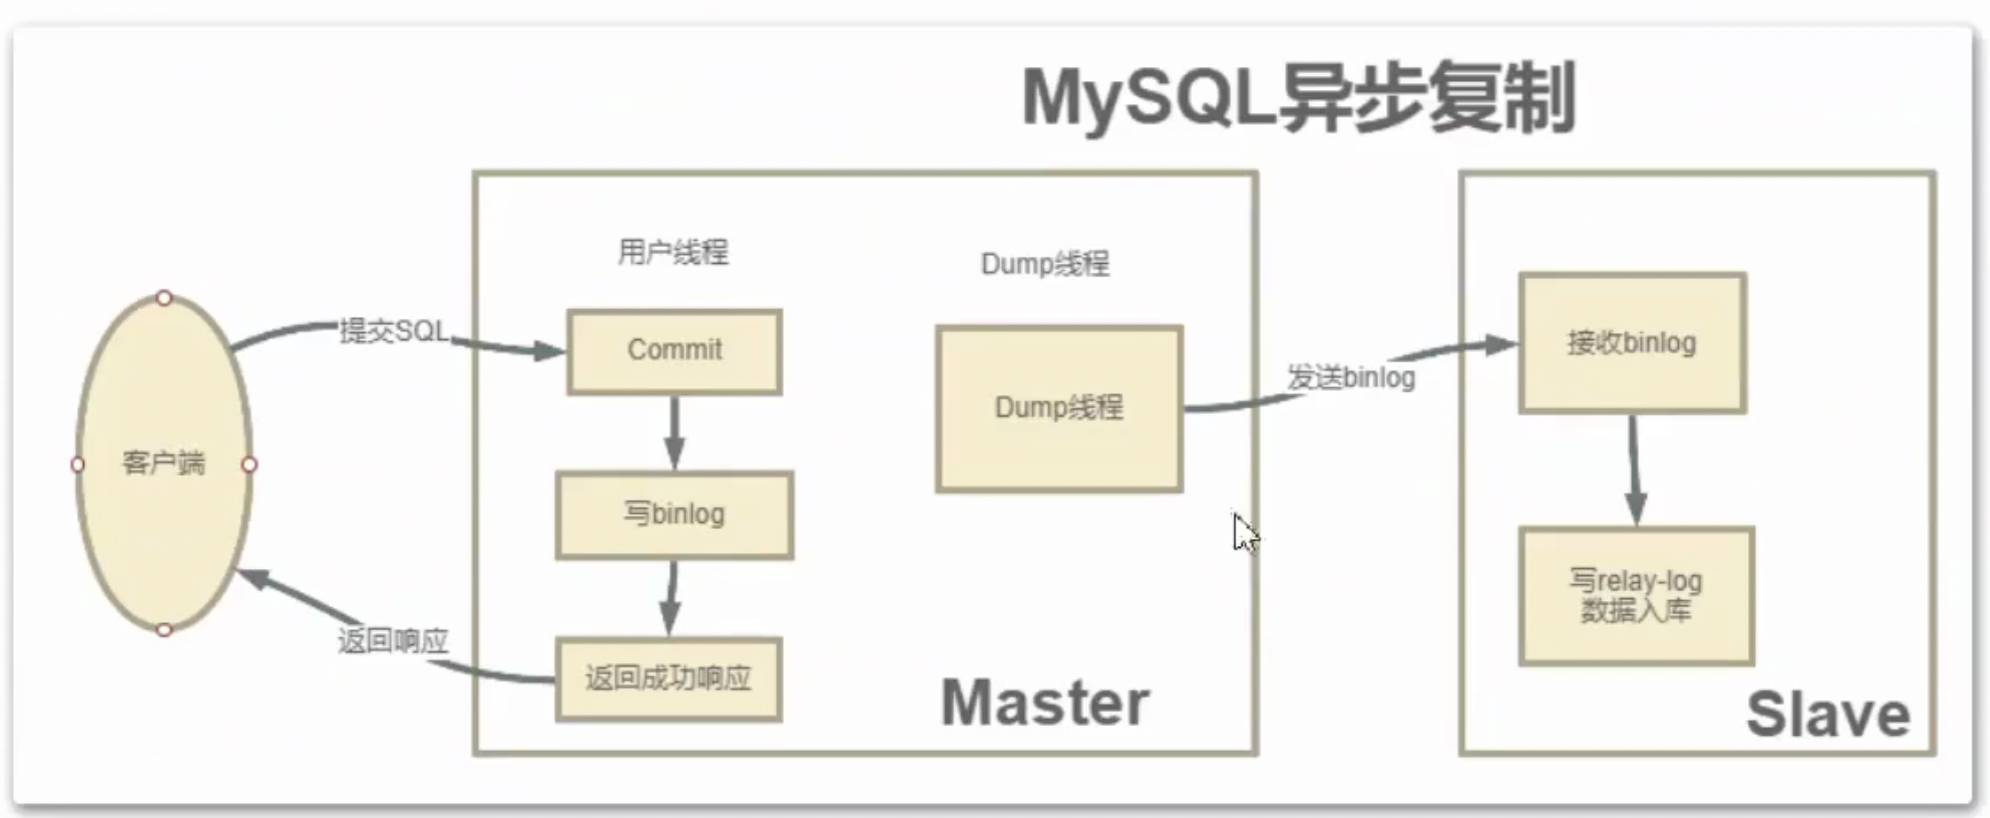 MySQL异步复制
用户线程
Dump线程
提交SQL
Commit
接收binlog
Dump线程
发送binlog
客户端
写binlog
写relay-log
数据入库
返回响应
返回成功响应
Master
Slave